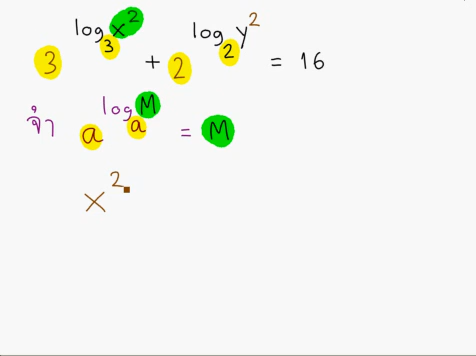 3^{log_3 x^2} + 2^{log_2 y^2} = 16
จำ a^{log_a M} = M
x^2